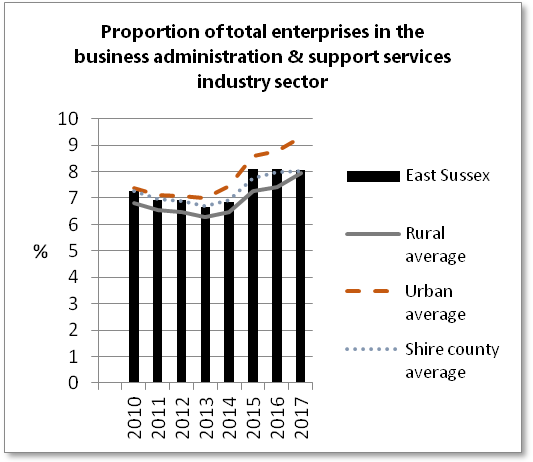 Proportion of total enterprises in the
business administration & support services
industry sector
10
9
8
7
6
5
4
3
2
1
0
%
2010
2011
2012
2013
2014
2015
2016
2017
East Sussex
Rural
average
Urban
average
Shire county
average